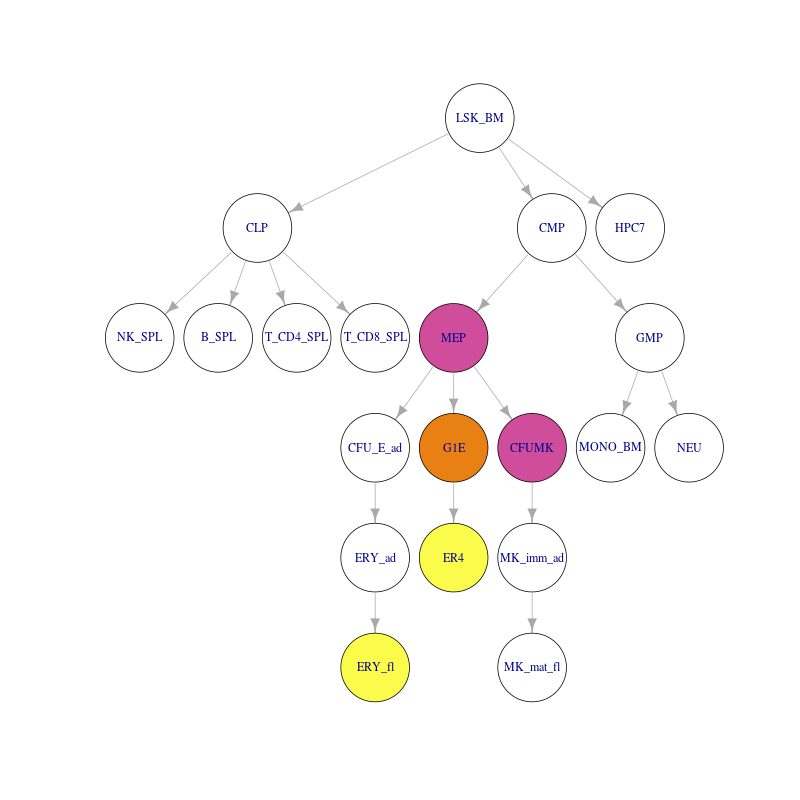 LSK_BM
CLP
CMP
HPC7
NK_SPL
B_SPL
T_CD4_SPL
T_CD8_SPL
MEP
GMP
CFU_E_ad
G1E
CFUMK
MONO_BM
NEU
ERY_ad
ER4
MK_imm_ad
ERY_fl
MK_mat_fl